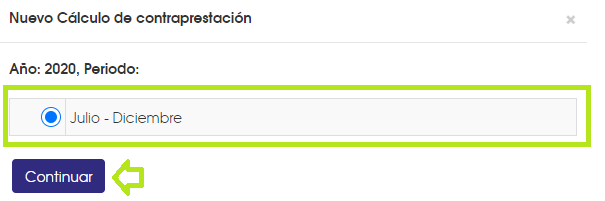 Nuevo Cálculo de contraprestación
×
Año: 2020, Periodo:
Julio - Diciembre
Continuar